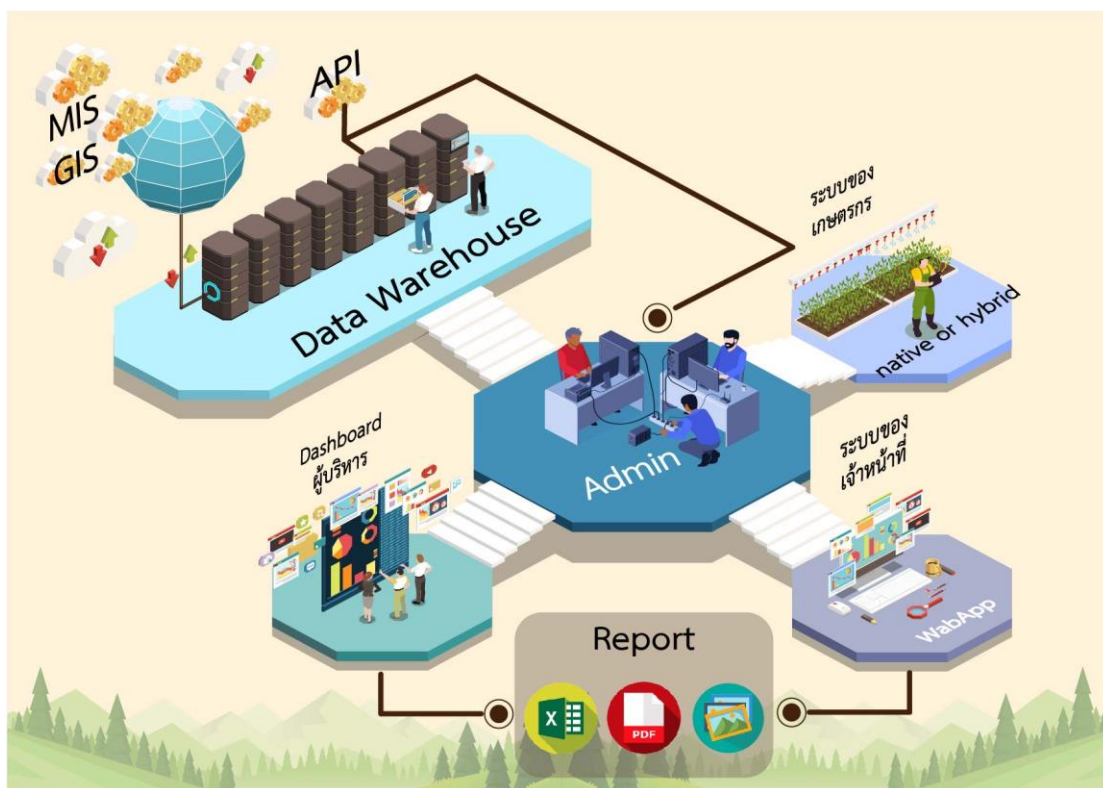 MIS
GIS
API
Data Warehouse
ระบบของ
เกษตรกร
native or hybrid
Admin
Dashboard
ผู้บริหาร
ระบบของ
เจ้าหน้าที่
WabApp
Report
X
PDF